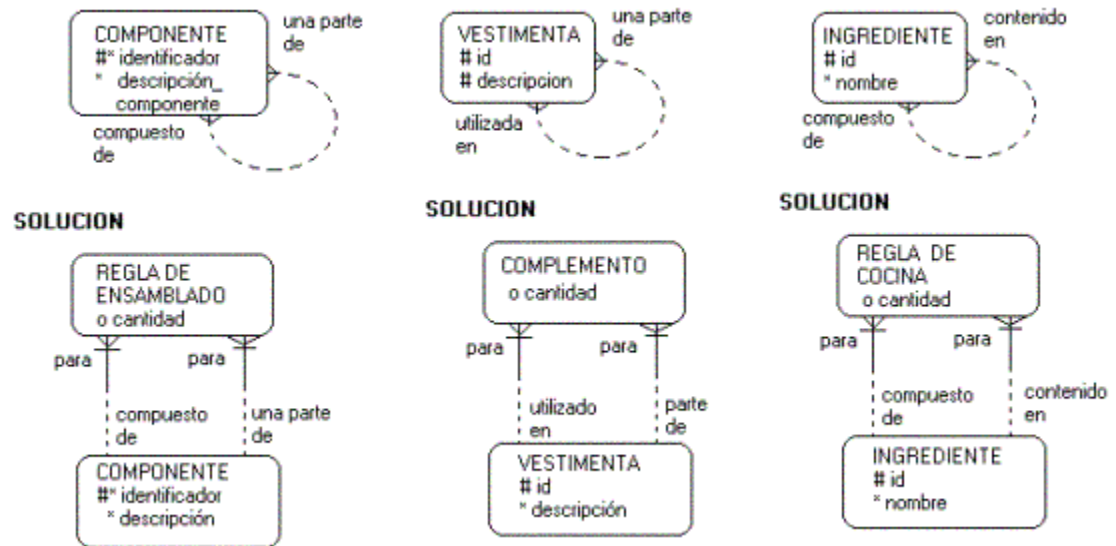 una parte
de
COMPONENTE
#* identificador
* descripción_
componente
compuesto
de
una parte
de
VESTIMENTA
# id
# descripcion
utilizada
en
contenido
en
INGREDIENTE
# id
* nombre
compuesto
de
SOLUCION
REGLA DE
ENSAMBLADO
o cantidad
para
para
compuesto
de
una parte
de
COMPONENTE
#* identificador
* descripción
SOLUCION
COMPLEMENTO
o cantidad
para
para
utilizado
en
parte
de
VESTIMENTA
# id
* descripción
SOLUCION
REGLA DE
COCINA
o cantidad
para
para
compuesto
de
contenido
en
INGREDIENTE
# id
* nombre